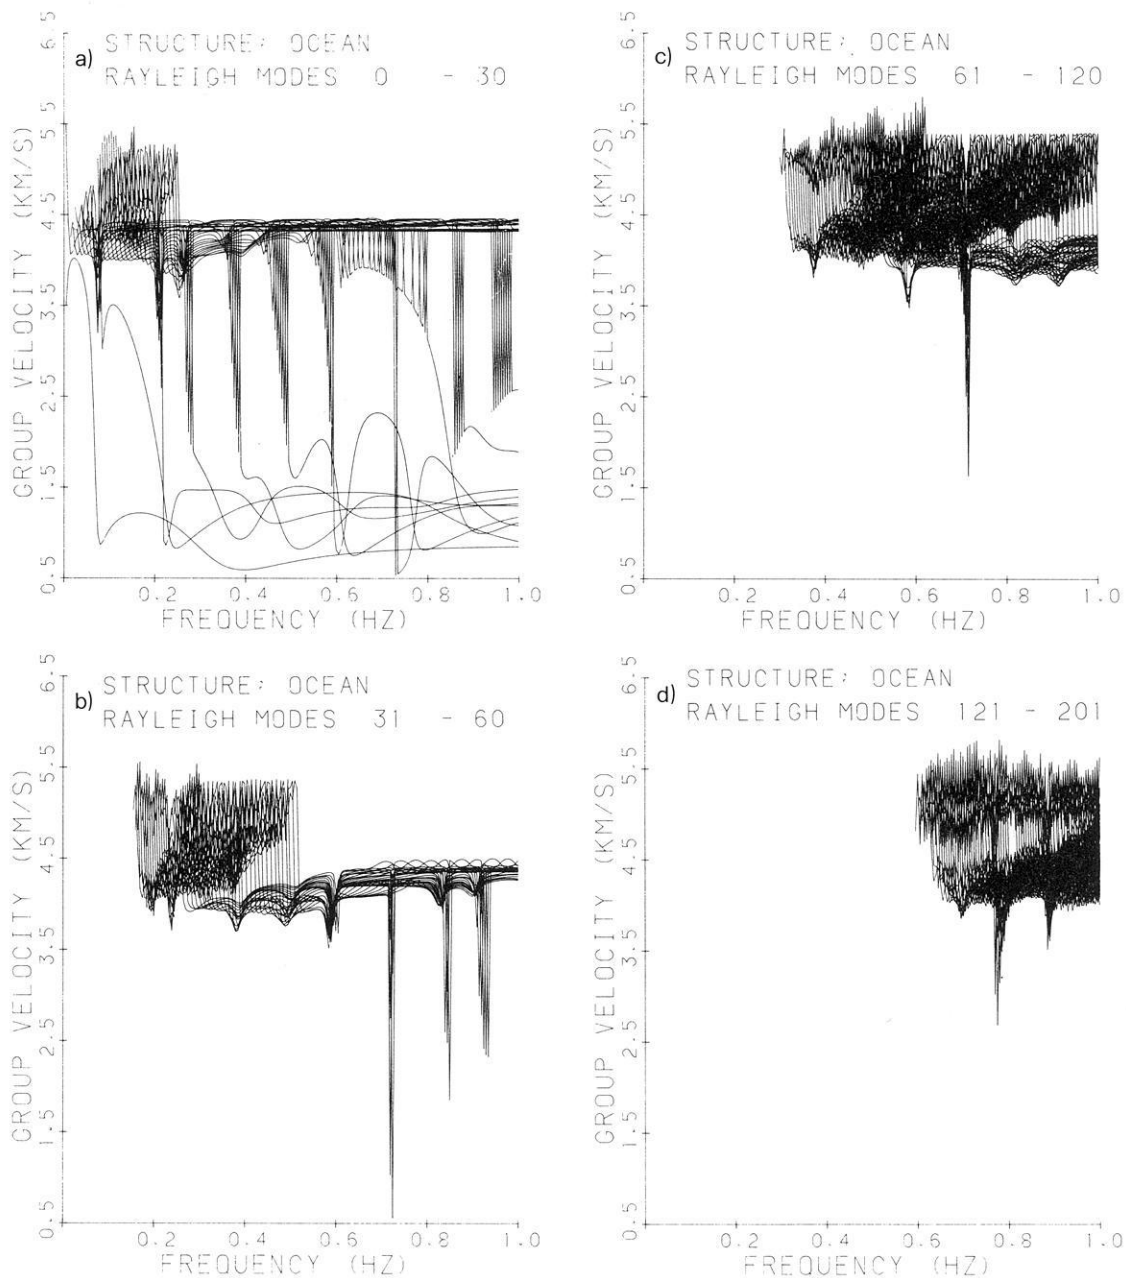 a) STRUCTURE: OCEAN
RAYLEIGH MODES 0 - 30
GROUP VELOCITY (KM/S)
6.5
5.5
4.5
3.5
2.5
1.5
0.5
0.2 0.4 0.6 0.8 1.0
FREQUENCY (HZ)
b) STRUCTURE: OCEAN
RAYLEIGH MODES 31 - 60
GROUP VELOCITY (KM/S)
6.5
5.5
4.5
3.5
2.5
1.5
0.5
0.2 0.4 0.6 0.8 1.0
FREQUENCY (HZ)
c) STRUCTURE: OCEAN
RAYLEIGH MODES 61 - 120
GROUP VELOCITY (KM/S)
6.5
5.5
4.5
3.5
2.5
1.5
0.5
0.2 0.4 0.6 0.8 1.0
FREQUENCY (HZ)
d) STRUCTURE: OCEAN
RAYLEIGH MODES 121 - 201
GROUP VELOCITY (KM/S)
6.5
5.5
4.5
3.5
2.5
1.5
0.5
0.2 0.4 0.6 0.8 1.0
FREQUENCY (HZ)